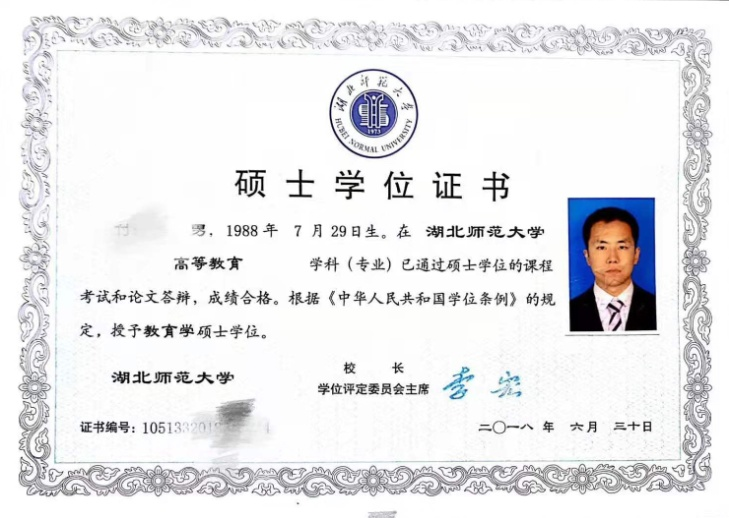 湖北师范大学
HUBEI NORMAL UNIVERSITY
1973
硕士学位证书
男，1988年 7月29日生。在 湖北师范大学
高等教育 学科（专业）已通过硕士学位的课程
考试和论文答辩，成绩合格。根据《中华人民共和国学位条例》的规
定，授予教育学硕士学位。
校 长
湖北师范大学
学位评定委员会主席
李宏
证书编号：
二〇一八年 六月 三十日